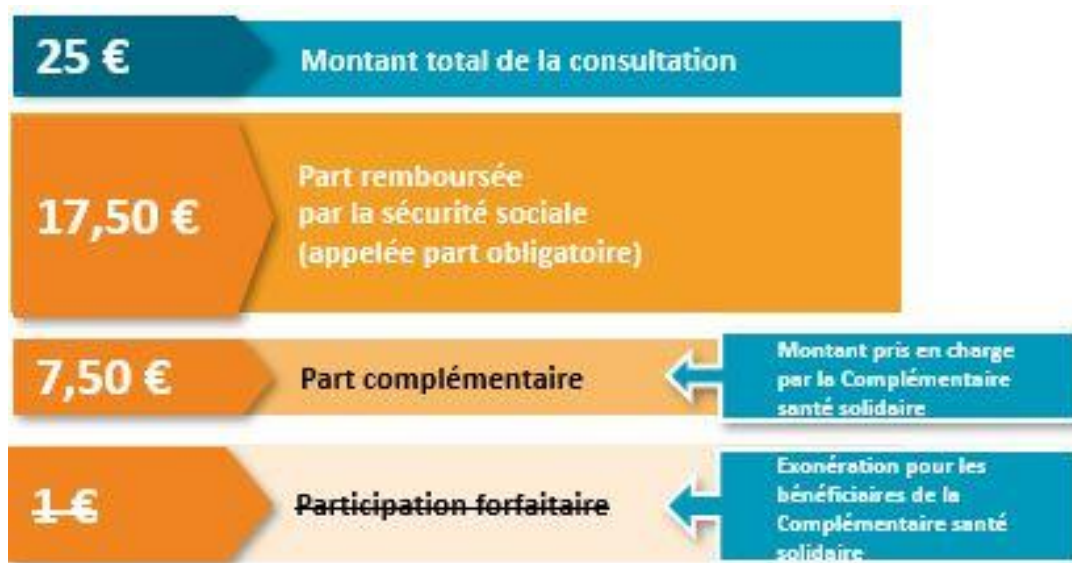 25 €
Montant total de la consultation
17,50 €
Part remboursée
par la sécurité sociale
(appelée part obligatoire)
7,50 €
Part complémentaire
Montant pris en charge
par la Complémentaire
santé solidaire
1 €
Participation forfaitaire
Exonération pour les
bénéficiaires de la
Complémentaire santé
solidaire